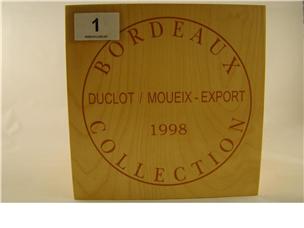 1
BORDEAUX
DUCLOT / MOUEIX - EXPORT
1998
COLLECTION